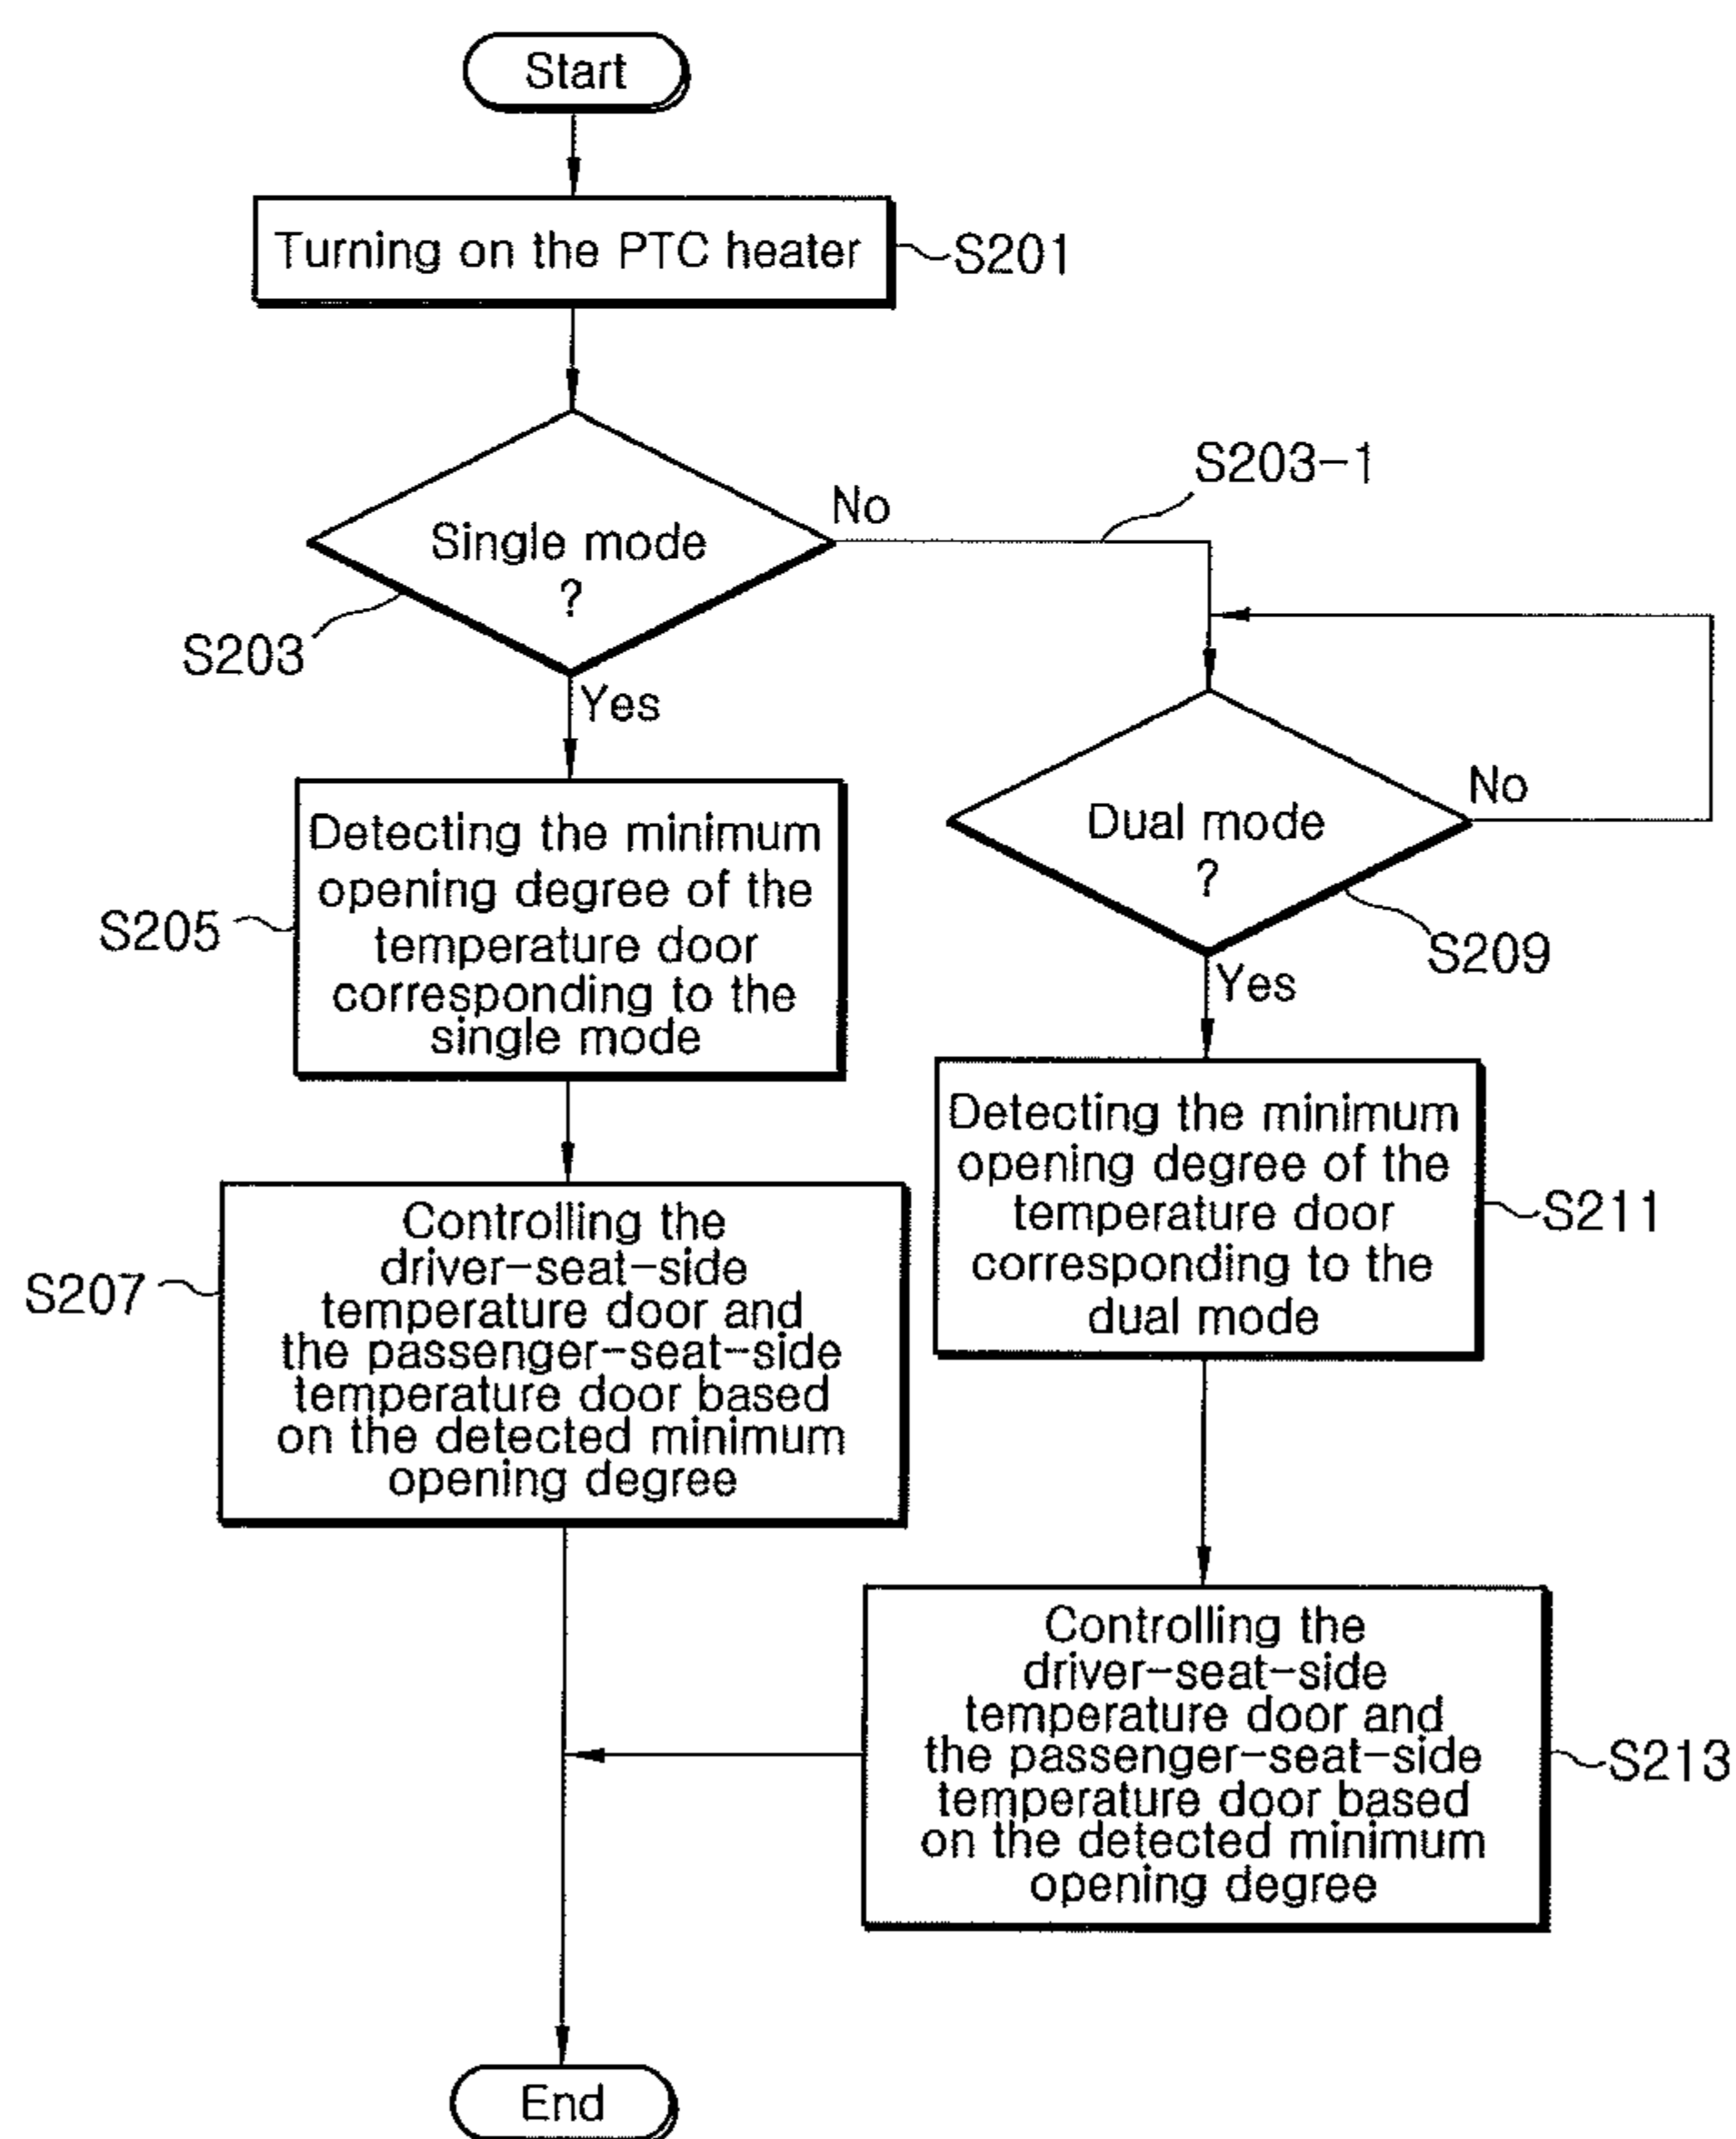 Start
Turning on the PTC heater
S201
Single mode
?
S203
No
S203-1
Yes
Detecting the minimum
opening degree of the
temperature door
corresponding to the
single mode
S205
Controlling the
driver-seat-side
temperature door and
the passenger-seat-side
temperature door based
on the detected minimum
opening degree
S207
Dual mode
?
No
S209
Yes
Detecting the minimum
opening degree of the
temperature door
corresponding to the
dual mode
S211
Controlling the
driver-seat-side
temperature door and
the passenger-seat-side
temperature door based
on the detected minimum
opening degree
S213
End